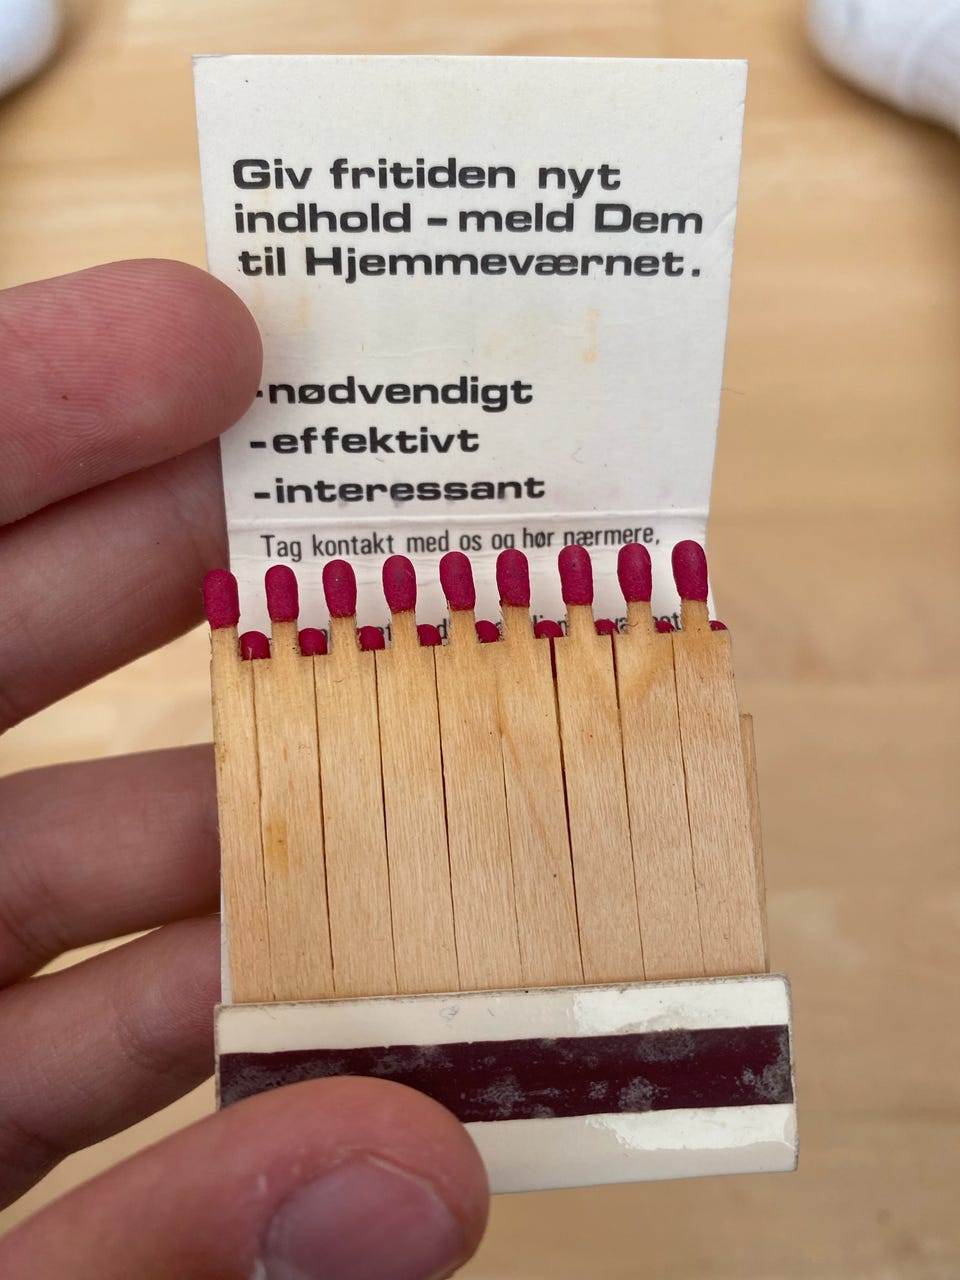 Giv fritiden nyt
indhold - meld Dem
til Hjemmeværnet.
-nødvendigt
-effektivt
-interessant
Tag kontakt med os og hør nærmere,